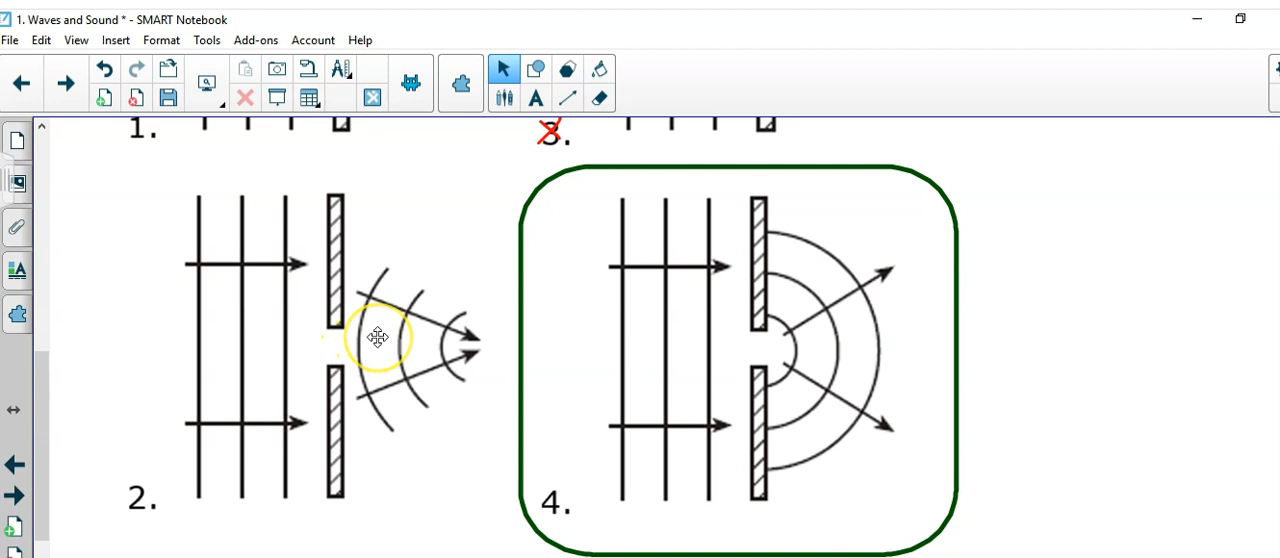 1. Waves and Sound * - SMART Notebook
File Edit View Insert Format Tools Add-ons Account Help
1.
3.
2.
4.